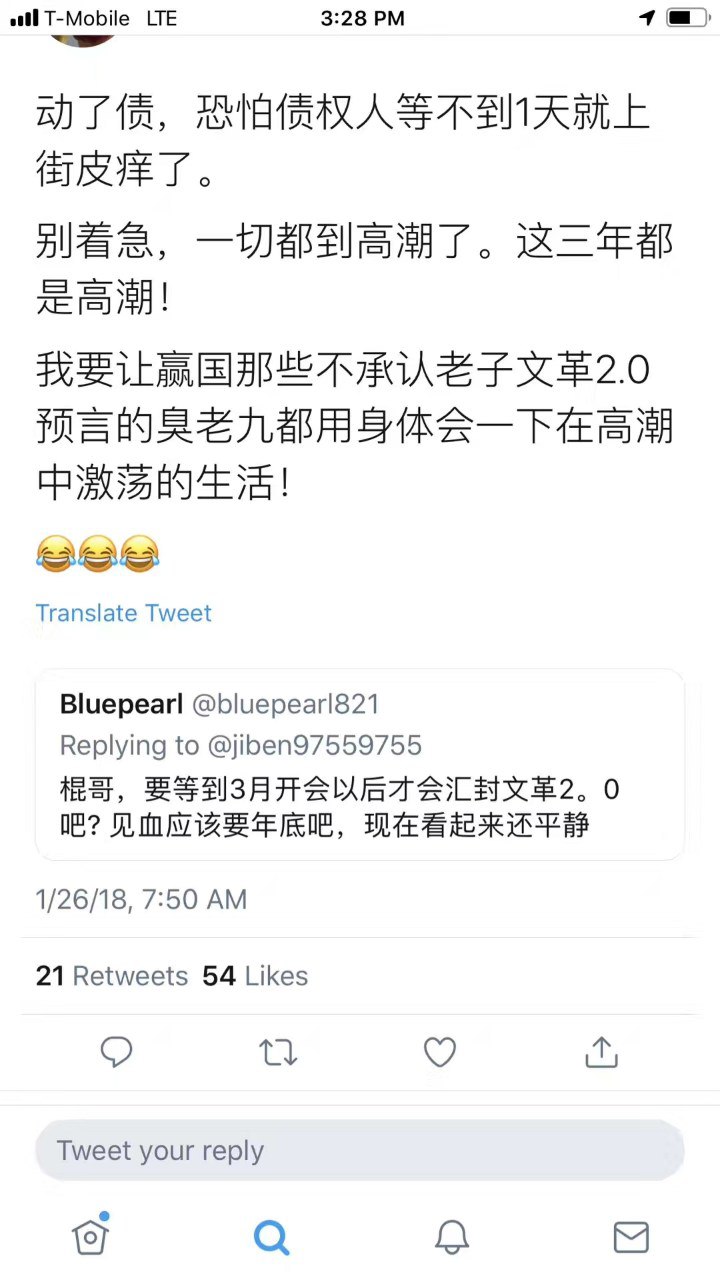 T-Mobile LTE 3:28 PM
动了债，恐怕债权人等不到1天就上
街皮痒了。
别着急，一切都到高潮了。这三年都
是高潮！
我要让赢国那些不承认老子文革2.0
预言的臭老九都用身体会一下在高潮
中激荡的生活！
😂😂😂
Translate Tweet
Bluepearl @bluepearl821
Replying to @jiben97559755
棍哥，要等到3月开会以后才会汇封文革2。0
吧? 见血应该要年底吧，现在看起来还平静
1/26/18, 7:50 AM
21 Retweets 54 Likes
Tweet your reply